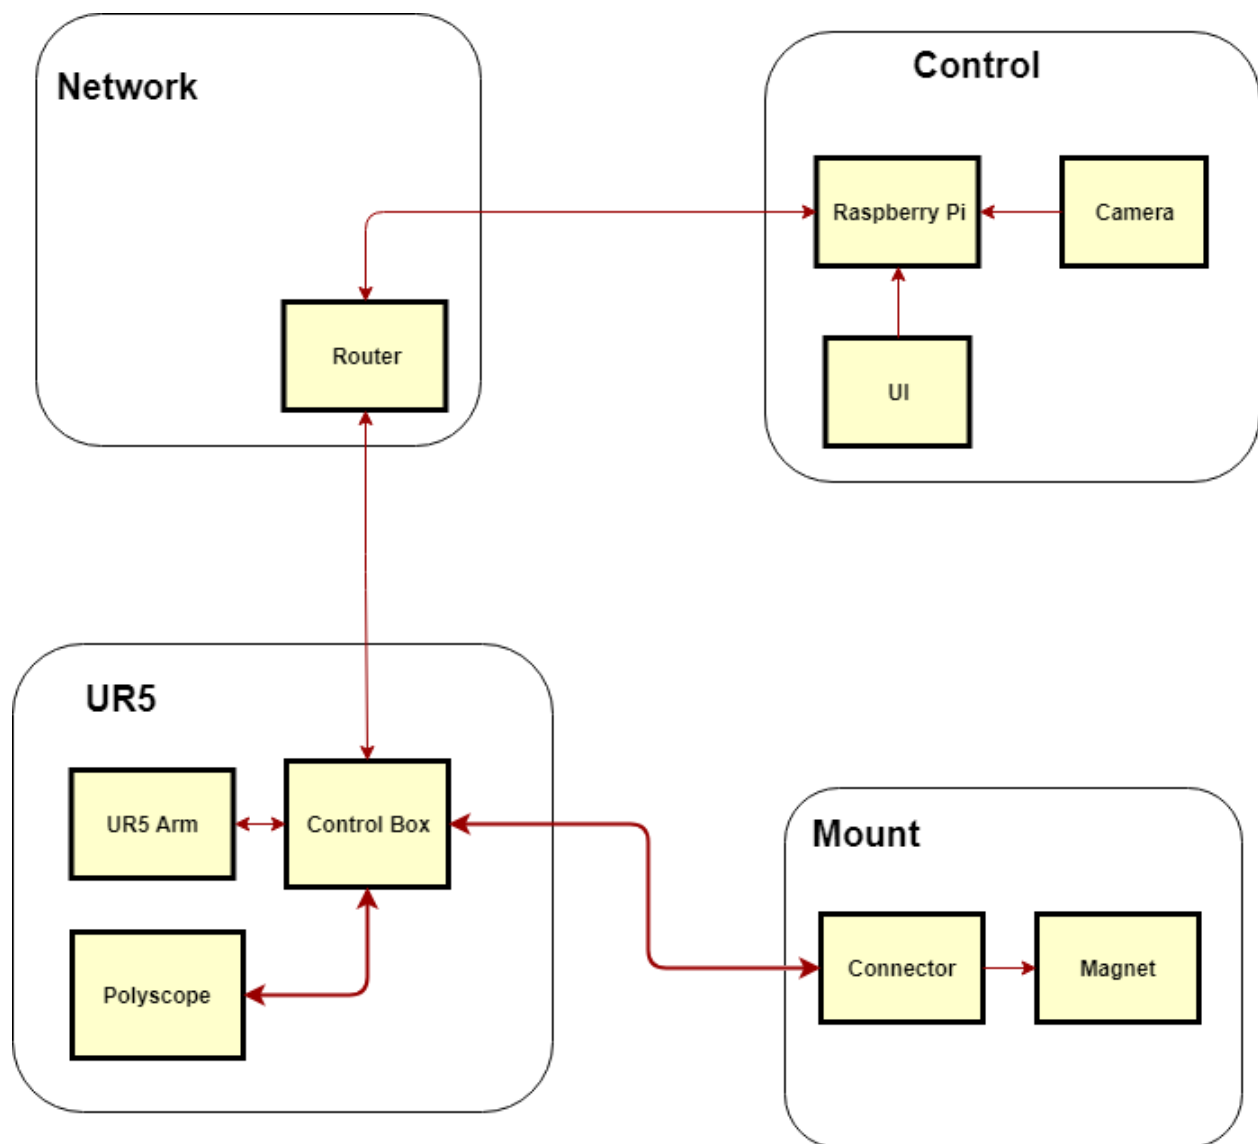 Network
Control
Raspberry Pi
Camera
Router
UI
UR5
UR5 Arm
Control Box
Polyscope
Mount
Connector
Magnet